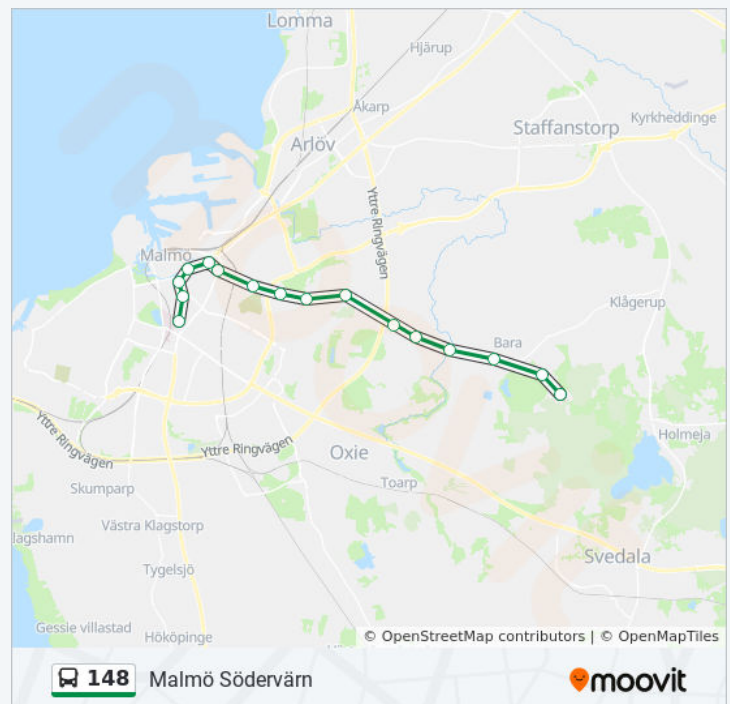 Lomma
Hjärup
Åkarp
Kyrkheddinge
Staffanstorp
Arlöv
Yttre Ringvägen
Malmö
Klågerup
Bara
Holmeja
Yttre Ringvägen
Yttre Ringvägen
Oxie
Toarp
Skumparp
Västra Klagstorp
lagshamn
Svedala
Tygelsjö
Gessie villastad
Hököpinge
© OpenStreetMap contributors | © OpenMapTiles
148 Malmö Södervärn
moovit